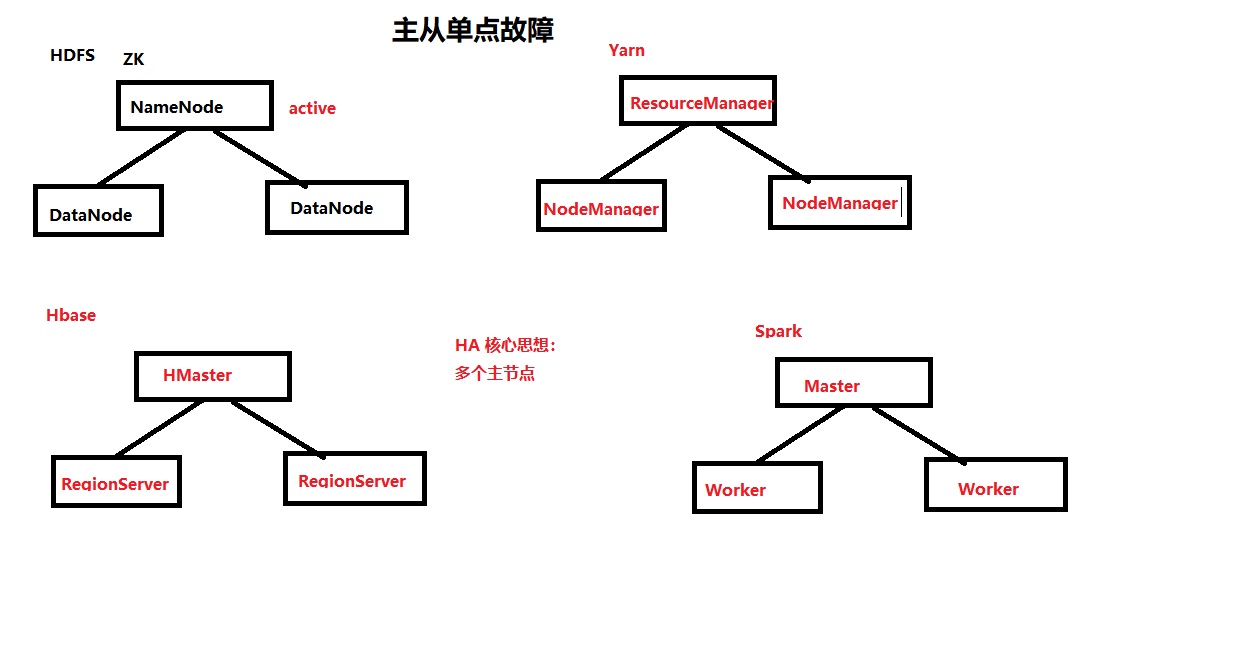 主从单点故障
HDFS
ZK
NameNode
active
DataNode
DataNode
Yarn
ResourceManager
NodeManager
NodeManager
Hbase
HMaster
RegionServer
RegionServer
HA 核心思想：
多个主节点
Spark
Master
Worker
Worker